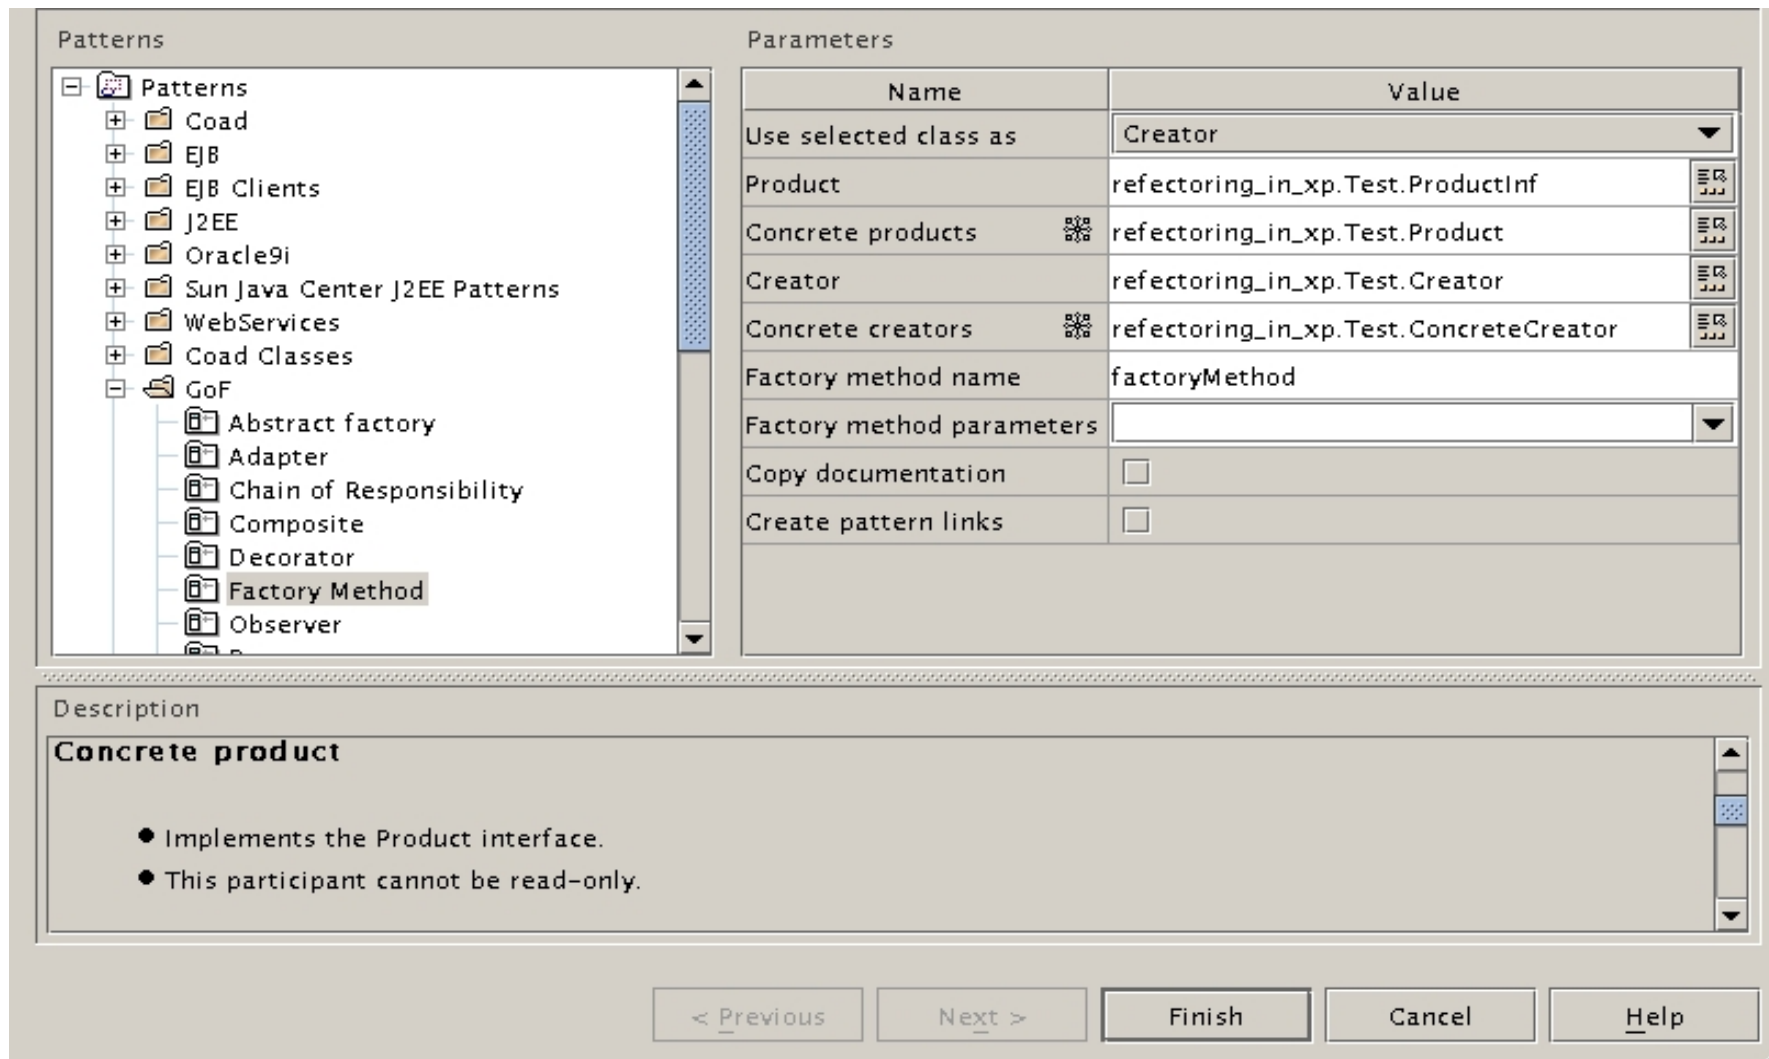 Patterns
Patterns
Coad
EJB
EJB Clients
J2EE
Oracle9i
Sun Java Center J2EE Patterns
WebServices
Coad Classes
GoF
Abstract factory
Adapter
Chain of Responsibility
Composite
Decorator
Factory Method
Observer
Parameters
Name Value
Use selected class as Creator
Product refectoring_in_xp.Test.ProductInf
Concrete products refectoring_in_xp.Test.Product
Creator refectoring_in_xp.Test.Creator
Concrete creators refectoring_in_xp.Test.ConcreteCreator
Factory method name factoryMethod
Factory method parameters
Copy documentation
Create pattern links
Description
Concrete product
● Implements the Product interface.
● This participant cannot be read-only.
< Previous Next > Finish Cancel Help